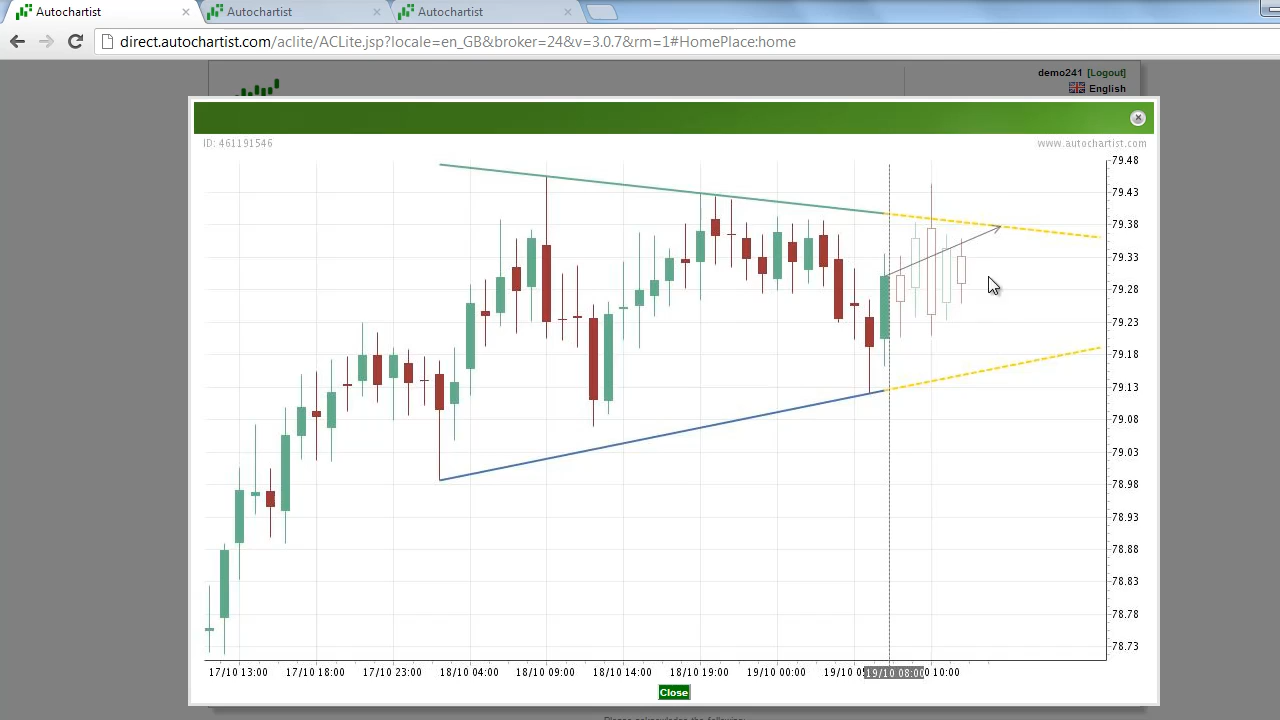 Autochartist
Autochartist
Autochartist
direct.autochartist.com/aclite/ACLite.jsp?locale=en_GB&broker=24&v=3.0.7&rm=1#HomePlace:home
demo241 [Logout]
English
ID: 461191546
www.autochartist.com
79.48
79.43
79.38
79.33
79.28
79.23
79.18
79.13
79.08
79.03
78.98
78.93
78.88
78.83
78.78
78.73
17/10 13:00 17/10 18:00 17/10 23:00 18/10 04:00 18/10 09:00 18/10 14:00 18/10 19:00 19/10 00:00 19/10 19/10 08:00 10:00
Close